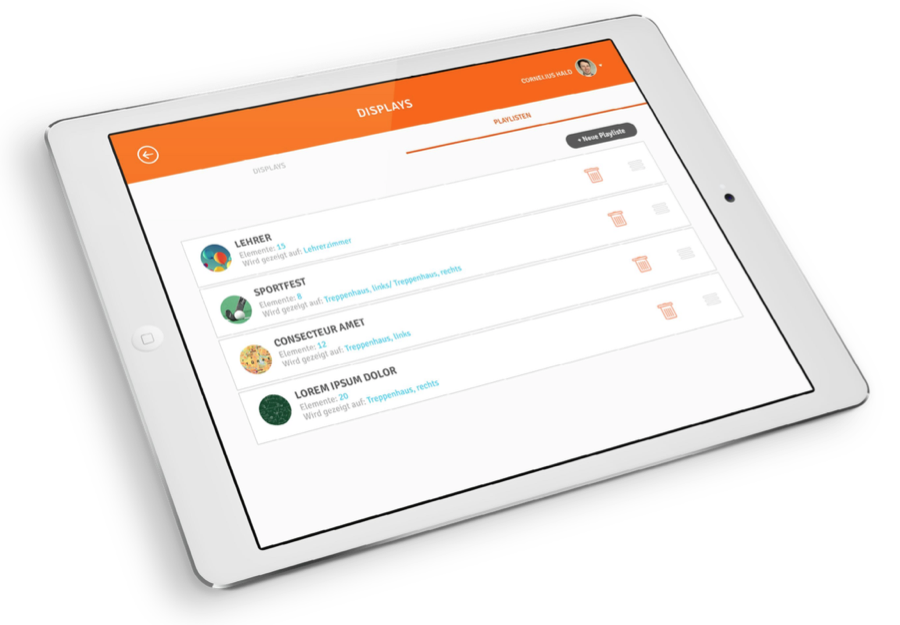 DISPLAYS
CORNELIUS HALD
DISPLAYS
PLAYLISTEN
+ Neue Playliste
LEHRER
Elemente: 15
Wird gezeigt auf: Lehrerzimmer
SPORTFEST
Elemente: 8
Wird gezeigt auf: Treppenhaus, links/ Treppenhaus, rechts
CONSECTEUR AMET
Elemente: 12
Wird gezeigt auf: Treppenhaus, links
LOREM IPSUM DOLOR
Elemente: 20
Wird gezeigt auf: Treppenhaus, rechts